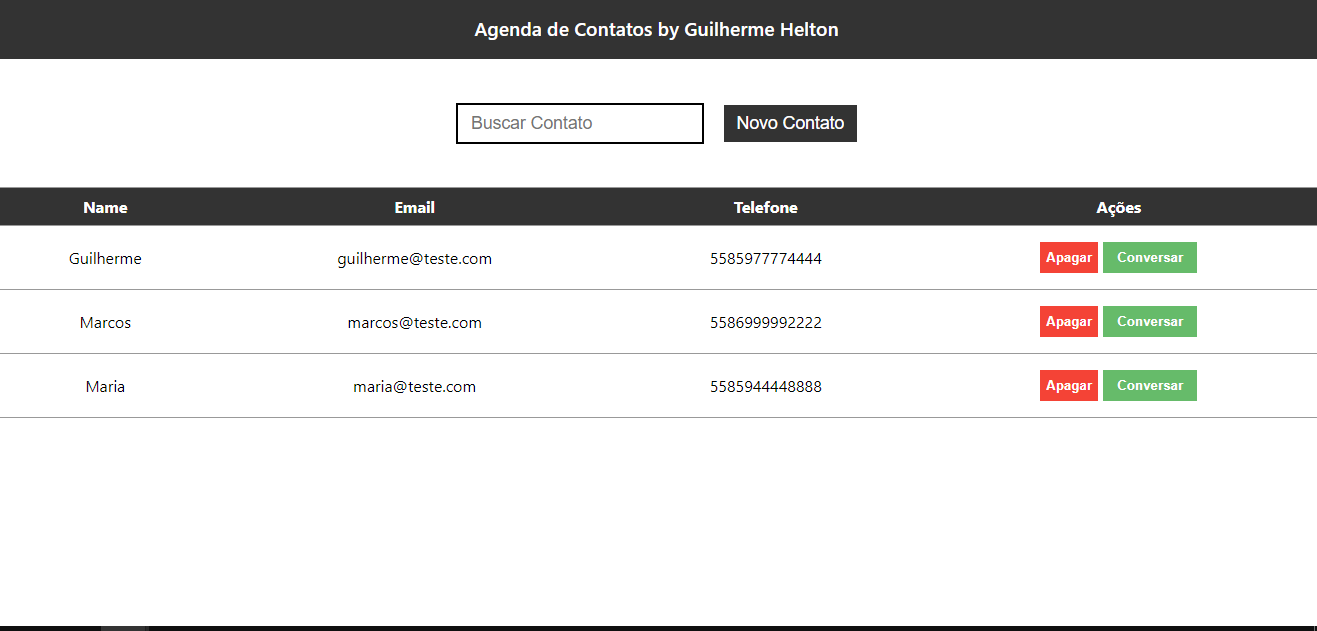 Agenda de Contatos by Guilherme Helton
Buscar Contato Novo Contato
Name Email Telefone Ações
Guilherme guilherme@teste.com 5585977774444 Apagar Conversar
Marcos marcos@teste.com 5586999992222 Apagar Conversar
Maria maria@teste.com 5585944448888 Apagar Conversar